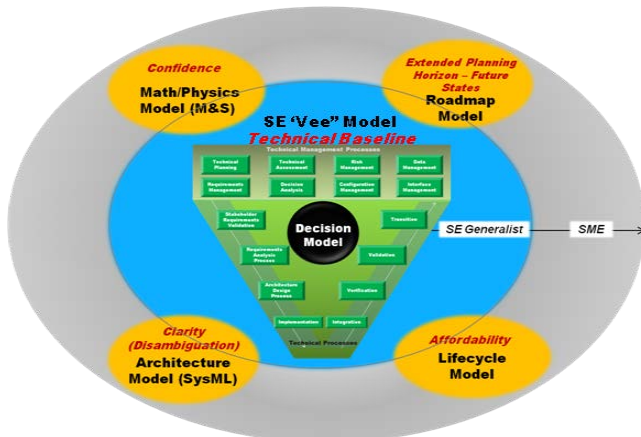 Confidence
Math/Physics
Model (M&S)
Extended Planning
Horizon – Future
States
Roadmap
Model
SE ‘Vee” Model
Technical Baseline
Technical Management Processes
Technical
Planning
Technical
Assessment
Risk
Management
Data
Management
Requirements
Management
Decision
Analysis
Configuration
Management
Interface
Management
Stakeholder
Requirements
Validation
Transition
Decision
Model
SE Generalist
SME
Requirements
Analysis
Process
Validation
Architecture
Design
Process
Verification
Implementation
Integration
Technical Processes
Clarity
(Disambiguation)
Architecture
Model (SysML)
Affordability
Lifecycle
Model